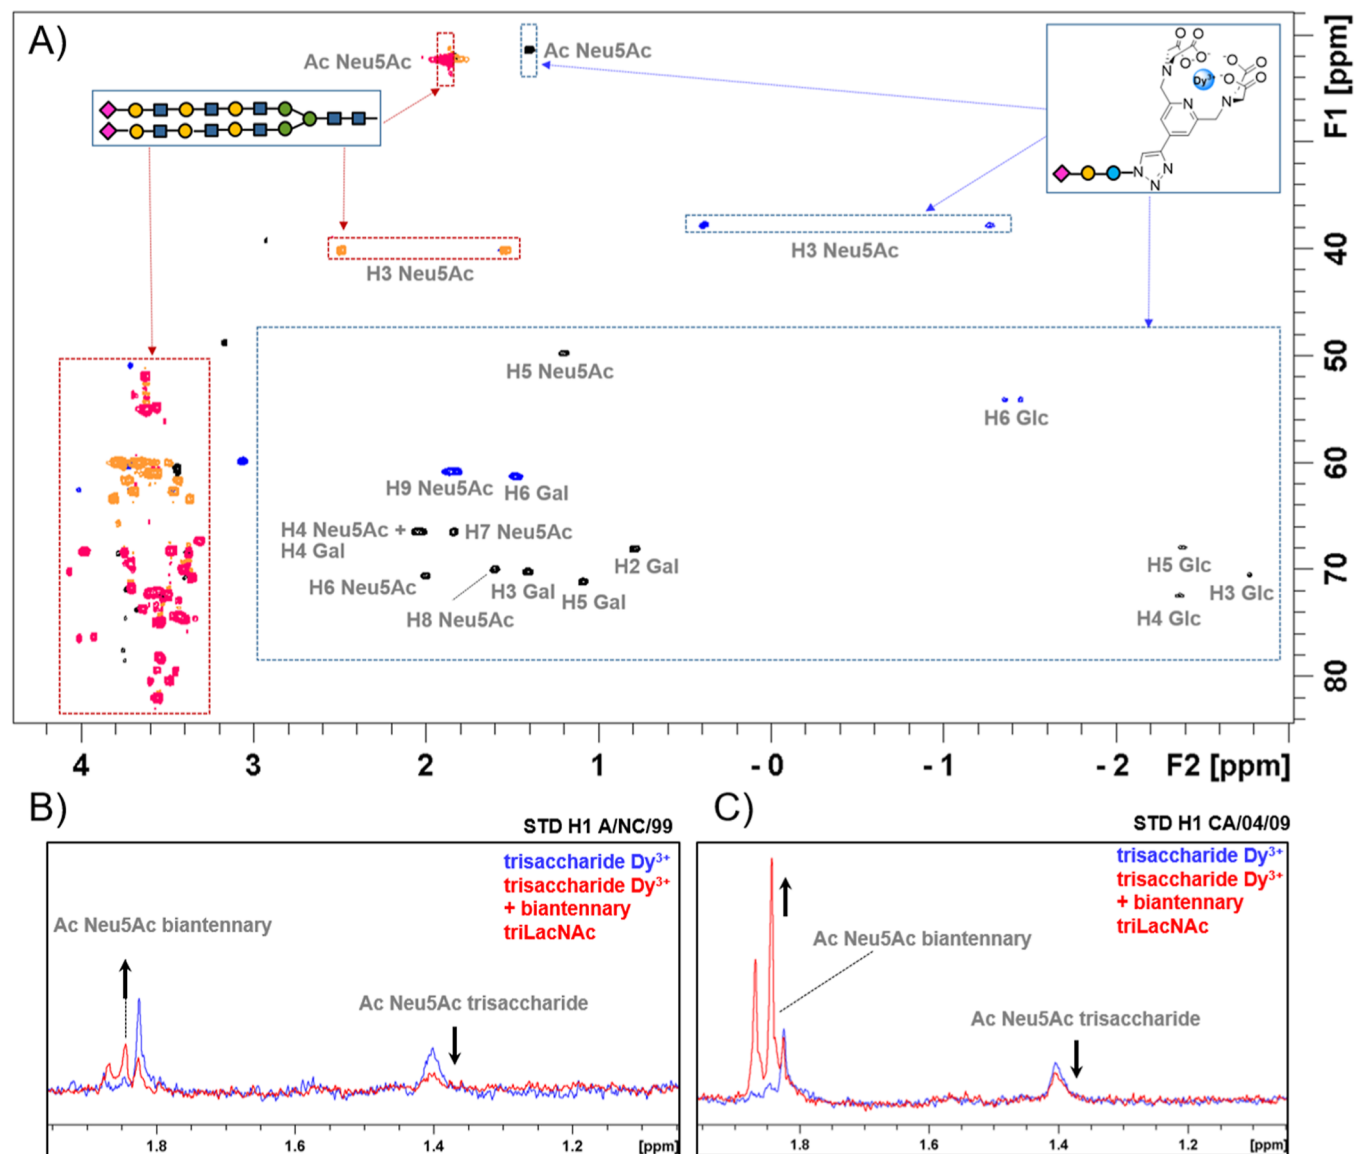 A)
Ac Neu5Ac
Ac Neu5Ac
H3 Neu5Ac
H3 Neu5Ac
O
O
O⁻
O⁻
⁻O
⁻O
O
O
N
Dy³⁺
N
N
N
N
N
H5 Neu5Ac
H6 Glc
H9 Neu5Ac
H6 Gal
H4 Neu5Ac +
H4 Gal
H7 Neu5Ac
H2 Gal
H6 Neu5Ac
H3 Gal
H5 Gal
H8 Neu5Ac
H5 Glc
H3 Glc
H4 Glc
F1 [ppm]
40
50
60
70
80
4
3
2
1
- 0
- 1
- 2
F2 [ppm]
B)
STD H1 A/NC/99
trisaccharide Dy³⁺
trisaccharide Dy³⁺
+ biantennary
triLacNAc
Ac Neu5Ac biantennary
Ac Neu5Ac trisaccharide
1.8
1.6
1.4
1.2
[ppm]
C)
STD H1 CA/04/09
trisaccharide Dy³⁺
trisaccharide Dy³⁺
+ biantennary
triLacNAc
Ac Neu5Ac biantennary
Ac Neu5Ac trisaccharide
1.8
1.6
1.4
1.2
[ppm]